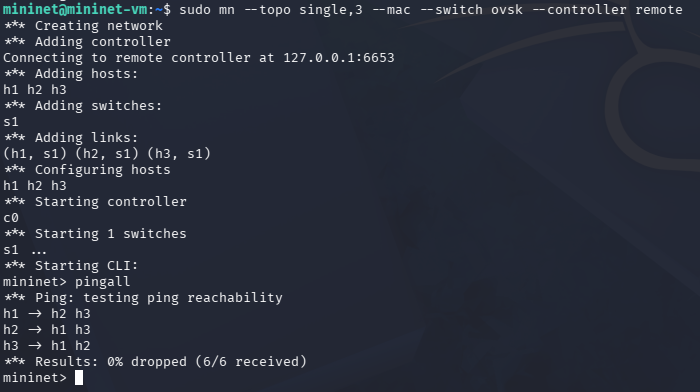 mininet@mininet-vm:~$ sudo mn --topo single,3 --mac --switch ovsk --controller remote
*** Creating network
*** Adding controller
Connecting to remote controller at 127.0.0.1:6653
*** Adding hosts:
h1 h2 h3
*** Adding switches:
s1
*** Adding links:
(h1, s1) (h2, s1) (h3, s1)
*** Configuring hosts
h1 h2 h3
*** Starting controller
c0
*** Starting 1 switches
s1 ...
*** Starting CLI:
mininet> pingall
*** Ping: testing ping reachability
h1 -> h2 h3
h2 -> h1 h3
h3 -> h1 h2
*** Results: 0% dropped (6/6 received)
mininet>